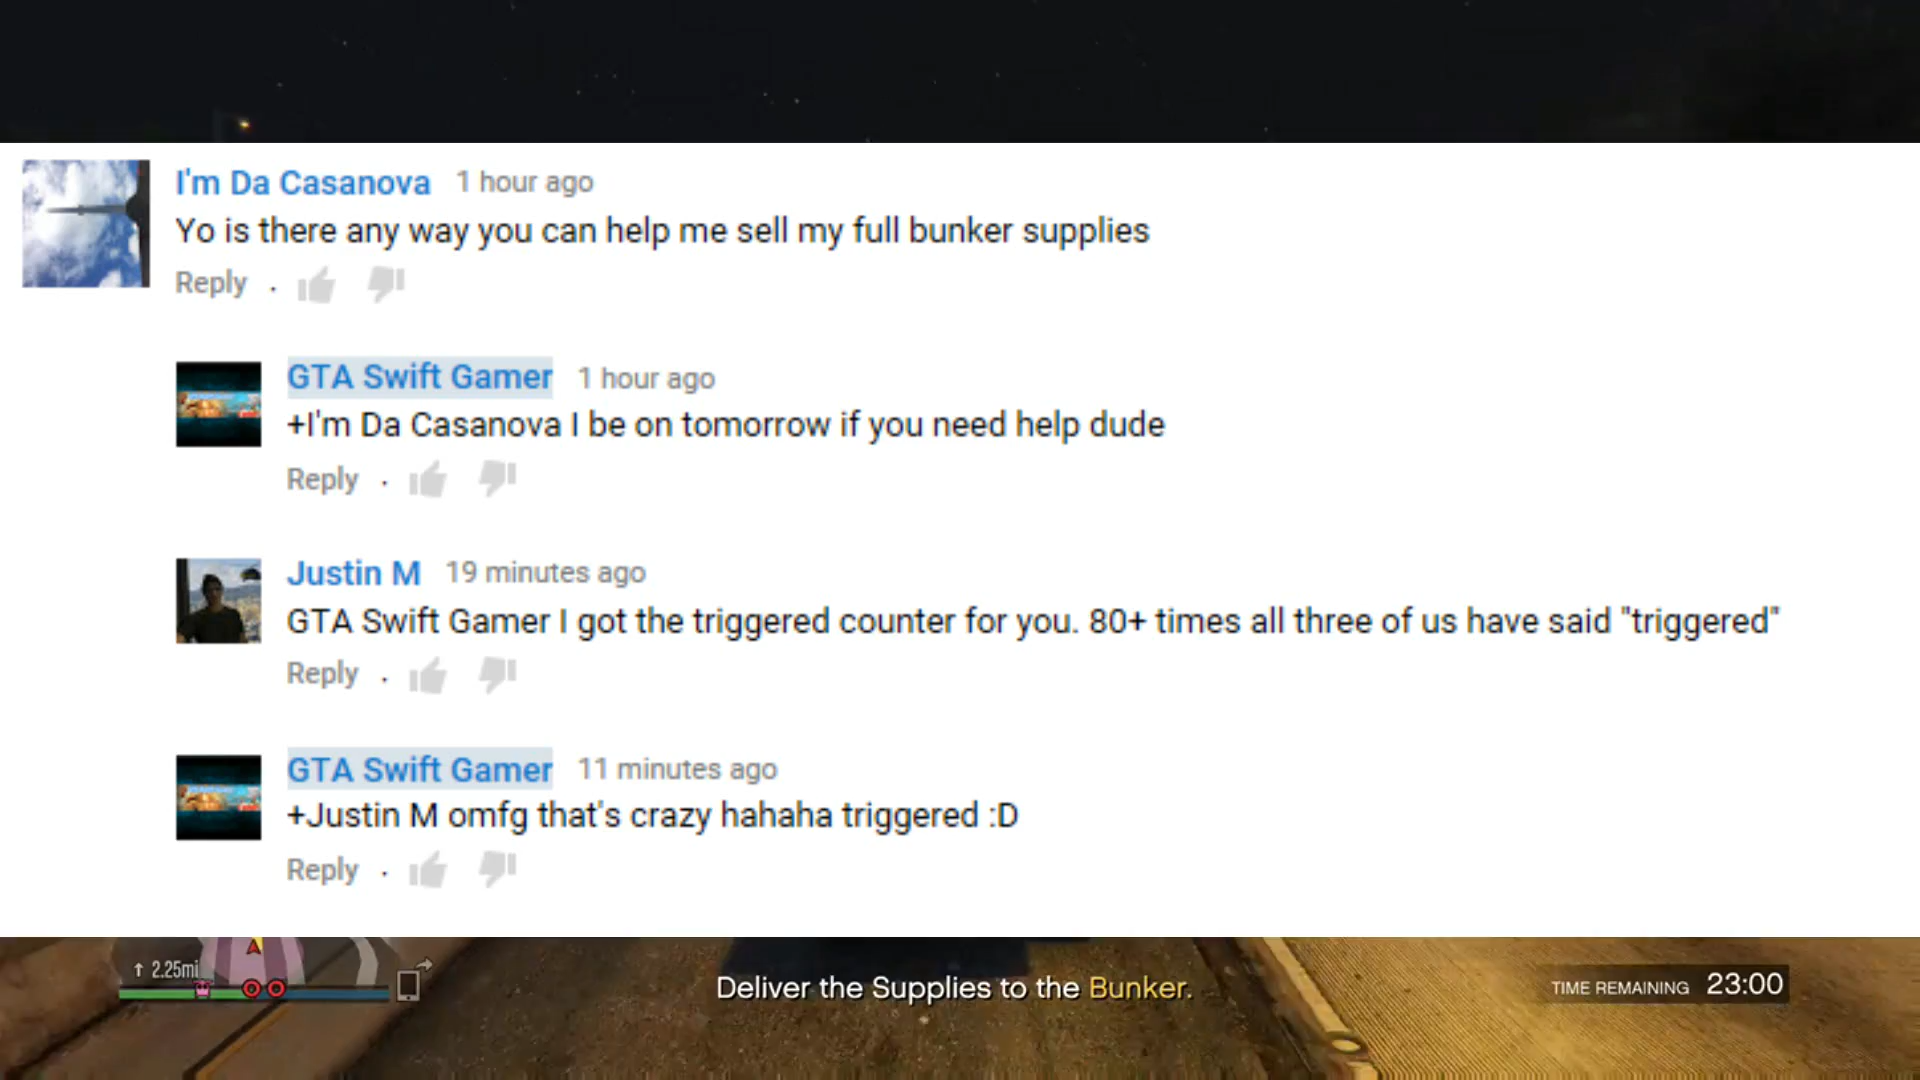 I'm Da Casanova 1 hour ago
Yo is there any way you can help me sell my full bunker supplies
Reply .
GTA Swift Gamer 1 hour ago
+I'm Da Casanova I be on tomorrow if you need help dude
Reply .
Justin M 19 minutes ago
GTA Swift Gamer I got the triggered counter for you. 80+ times all three of us have said "triggered"
Reply .
GTA Swift Gamer 11 minutes ago
+Justin M omfg that's crazy hahaha triggered :D
Reply .
2.25mi
Deliver the Supplies to the Bunker.
TIME REMAINING 23:00